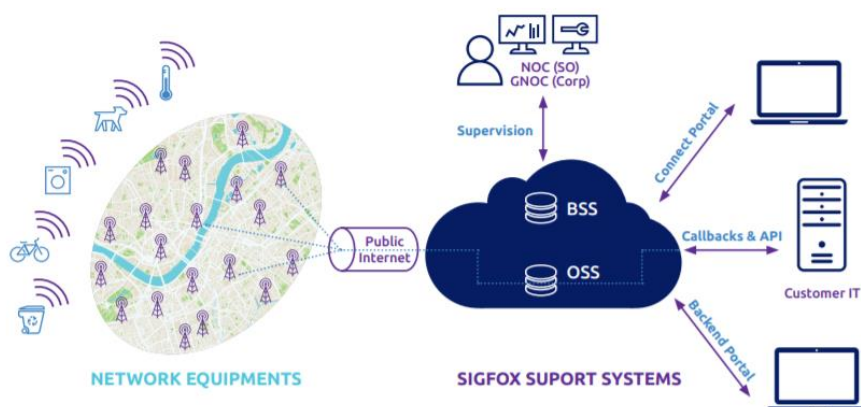 NOC (SO)
GNOC (Corp)
Supervision
Connect Portal
BSS
Public
Internet
Callbacks & API
OSS
Customer IT
Backend Portal
NETWORK EQUIPMENTS
SIGFOX SUPORT SYSTEMS